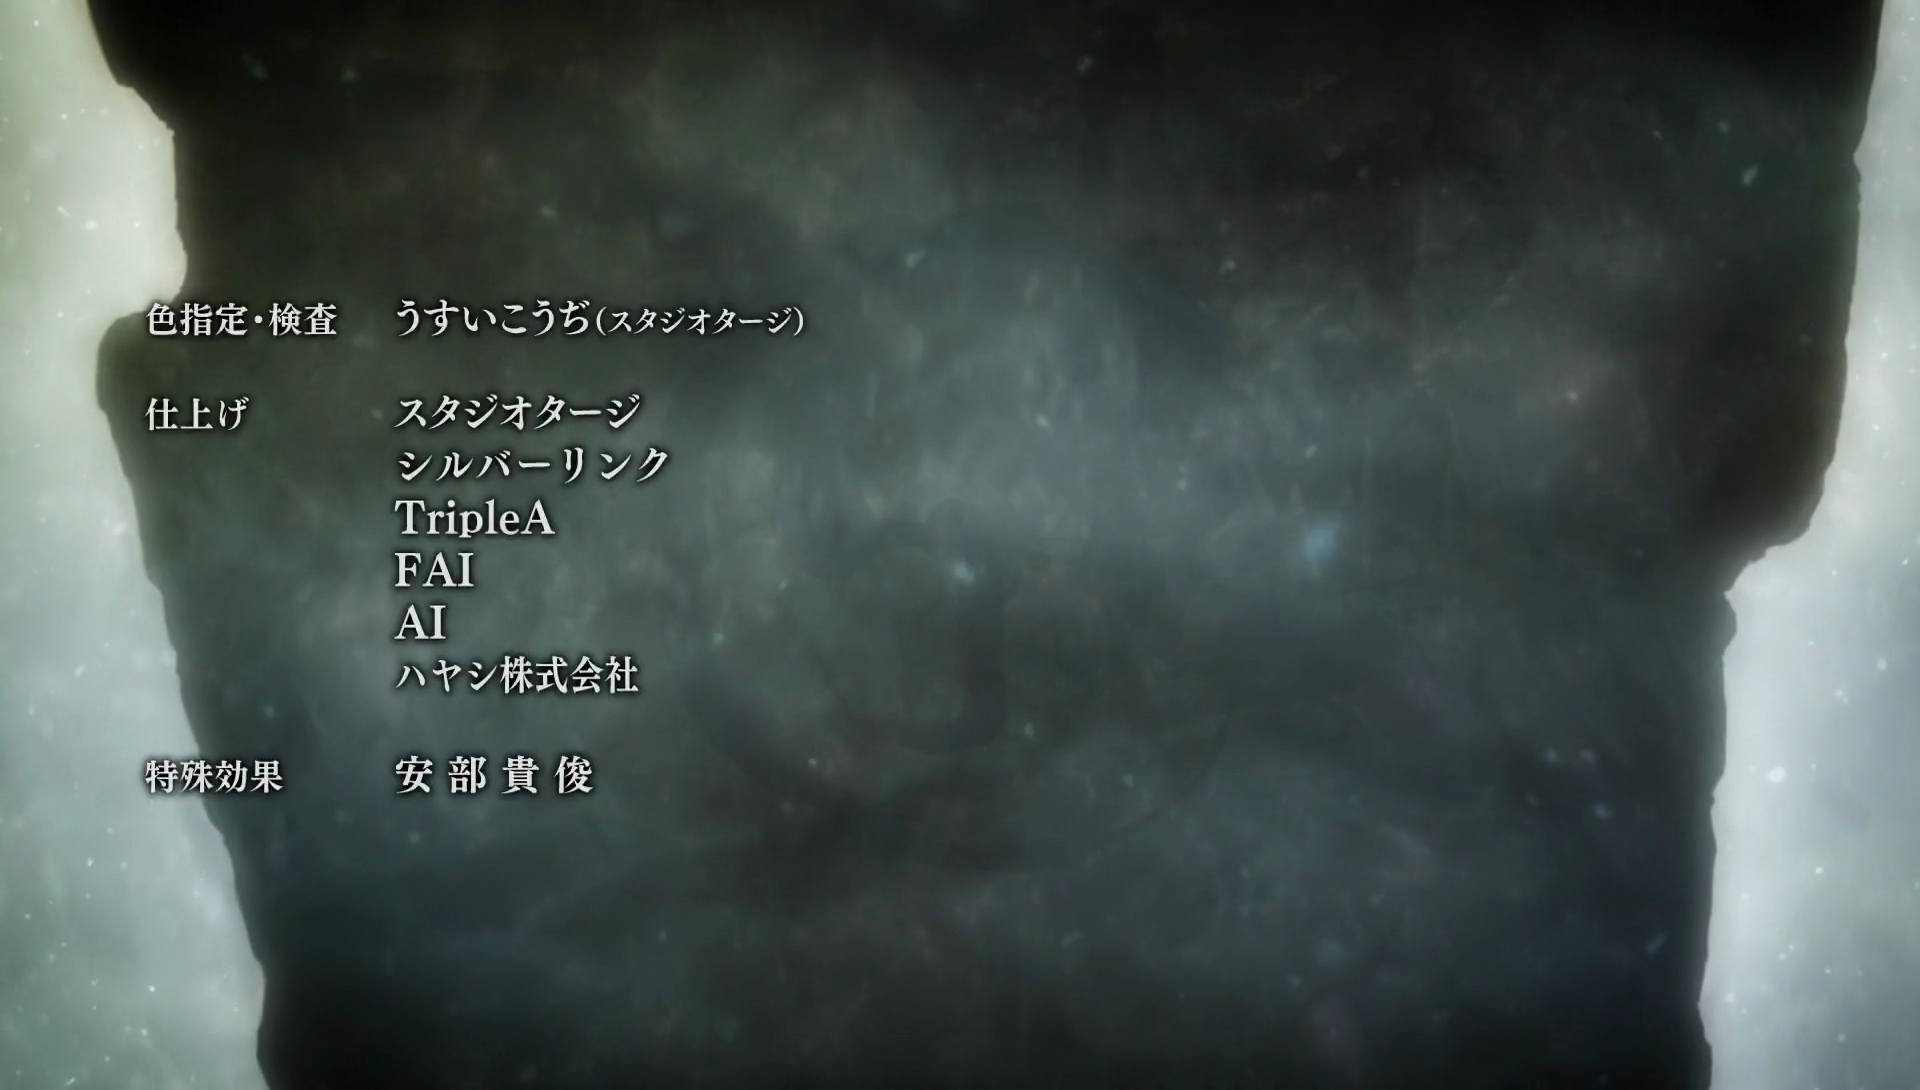 色指定・検査 うすいこうぢ(スタジオタージ)
仕上げ スタジオタージ
シルバーリンク
TripleA
FAI
AI
ハヤシ株式会社
特殊効果 安部貴俊